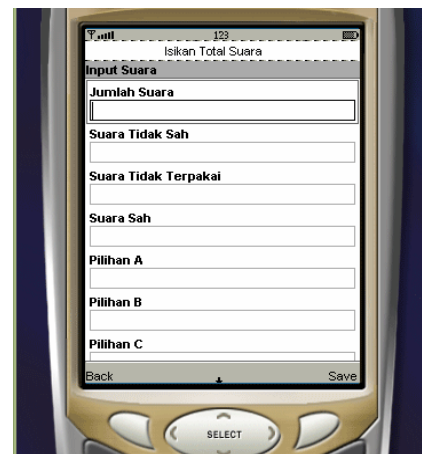 123
Isikan Total Suara
Input Suara
Jumlah Suara
Suara Tidak Sah
Suara Tidak Terpakai
Suara Sah
Pilihan A
Pilihan B
Pilihan C
Back Save
SELECT